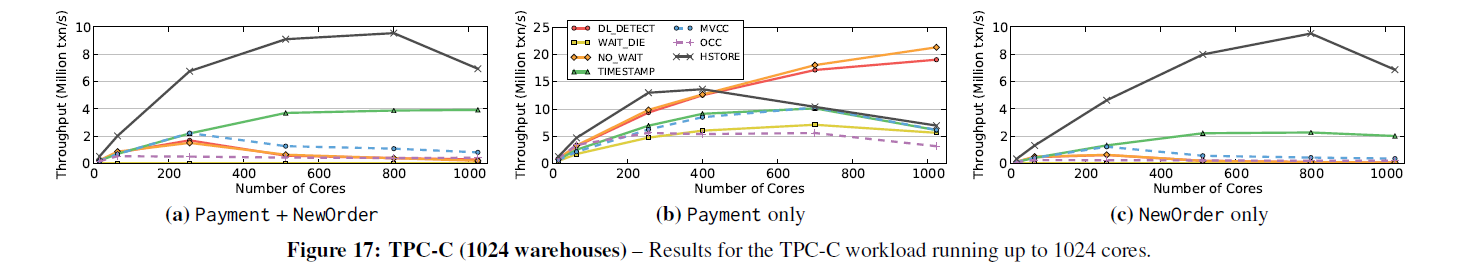 Throughput (Million txn/s)
10
8
6
4
2
0
0 200 400 600 800 1000
Number of Cores
(a) Payment + NewOrder
Throughput (Million txn/s)
25
20
15
10
5
0
0 200 400 600 800 1000
Number of Cores
DL_DETECT
WAIT_DIE
NO_WAIT
TIMESTAMP
MVCC
OCC
HSTORE
(b) Payment only
Throughput (Million txn/s)
10
8
6
4
2
0
0 200 400 600 800 1000
Number of Cores
(c) NewOrder only
Figure 17: TPC-C (1024 warehouses) – Results for the TPC-C workload running up to 1024 cores.